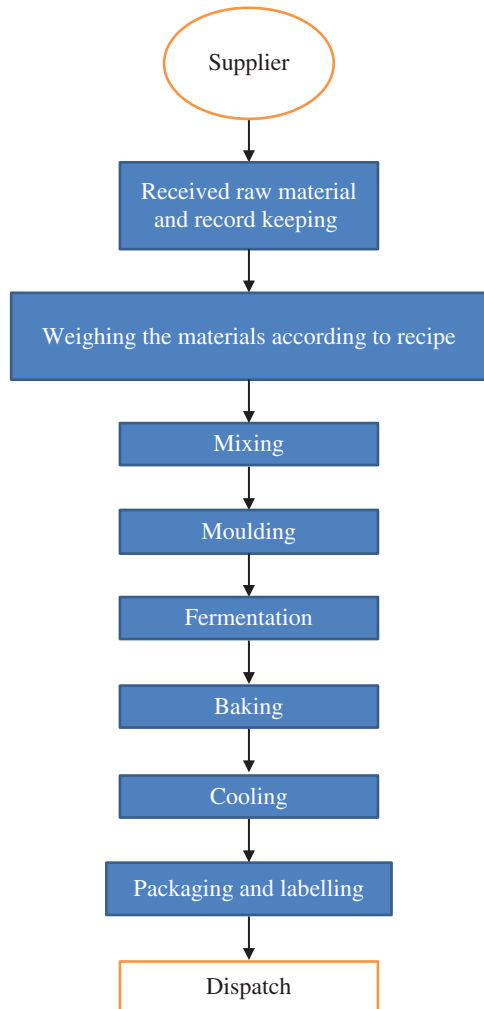 Supplier
Received raw material
and record keeping
Weighing the materials according to recipe
Mixing
Moulding
Fermentation
Baking
Cooling
Packaging and labelling
Dispatch